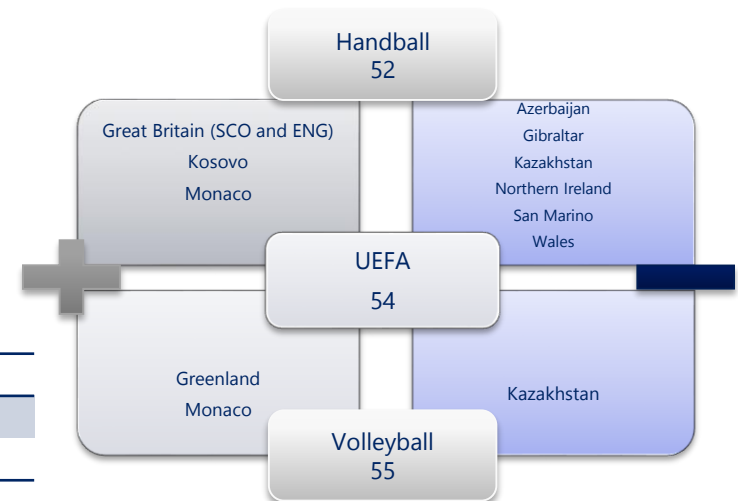 Handball
52
Great Britain (SCO and ENG)
Kosovo
Monaco
Azerbaijan
Gibraltar
Kazakhstan
Northern Ireland
San Marino
Wales
UEFA
54
Greenland
Monaco
Kazakhstan
Volleyball
55